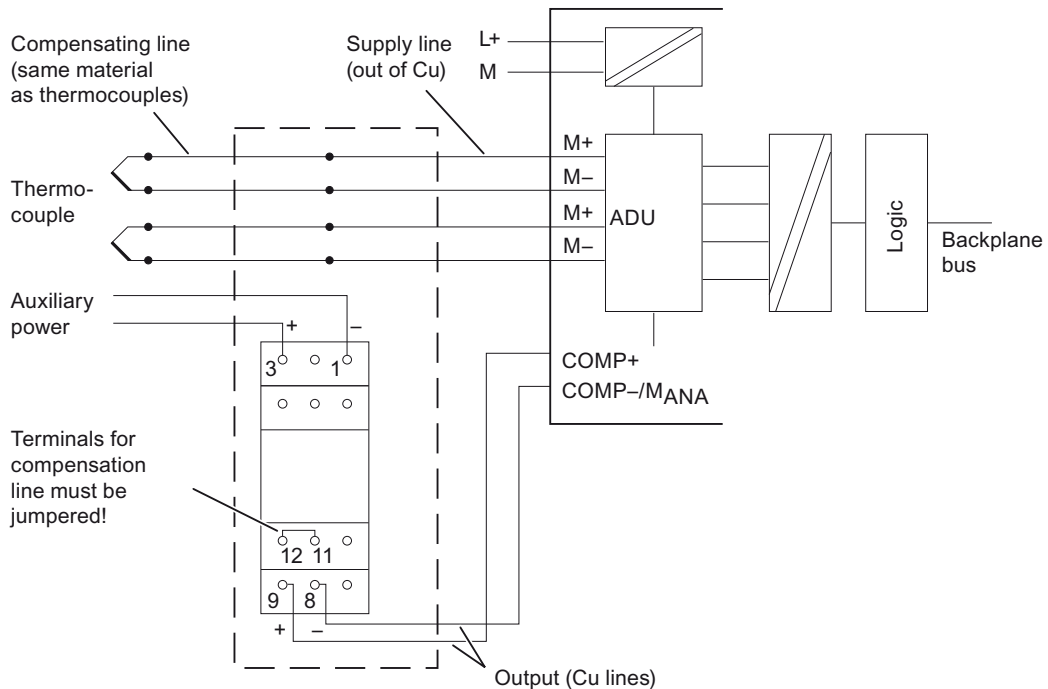 Compensating line
(same material
as thermocouples)
Supply line
(out of Cu)
L+
M
M+
M–
M+
M–
ADU
Logic
Backplane
bus
Thermo-
couple
Auxiliary
power
+
–
3
1
COMP+
COMP–/MANA
Terminals for
compensation
line must be
jumpered!
12 11
9 8
+ –
Output (Cu lines)